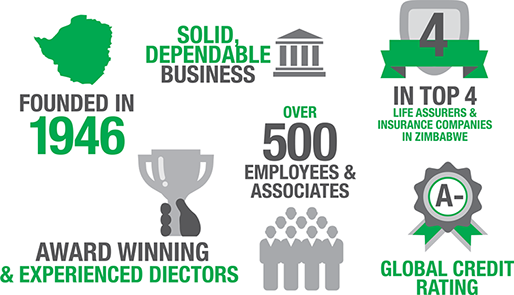 FOUNDED IN
1946
SOLID,
DEPENDABLE
BUSINESS
4
IN TOP 4
LIFE ASSURERS &
INSURANCE COMPANIES
IN ZIMBABWE
OVER
500
EMPLOYEES &
ASSOCIATES
AWARD WINNING
& EXPERIENCED DIECTORS
A-
GLOBAL CREDIT
RATING